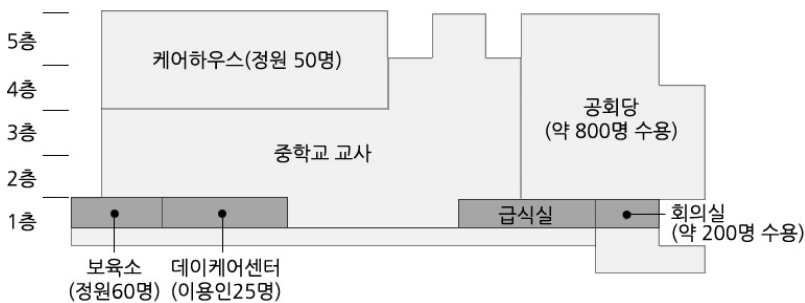 5층
4층
3층
2층
1층
케어하우스(정원 50명)
중학교 교사
공회당
(약 800명 수용)
급식실
회의실
(약 200명 수용)
보육소
(정원60명)
데이케어센터
(이용인25명)